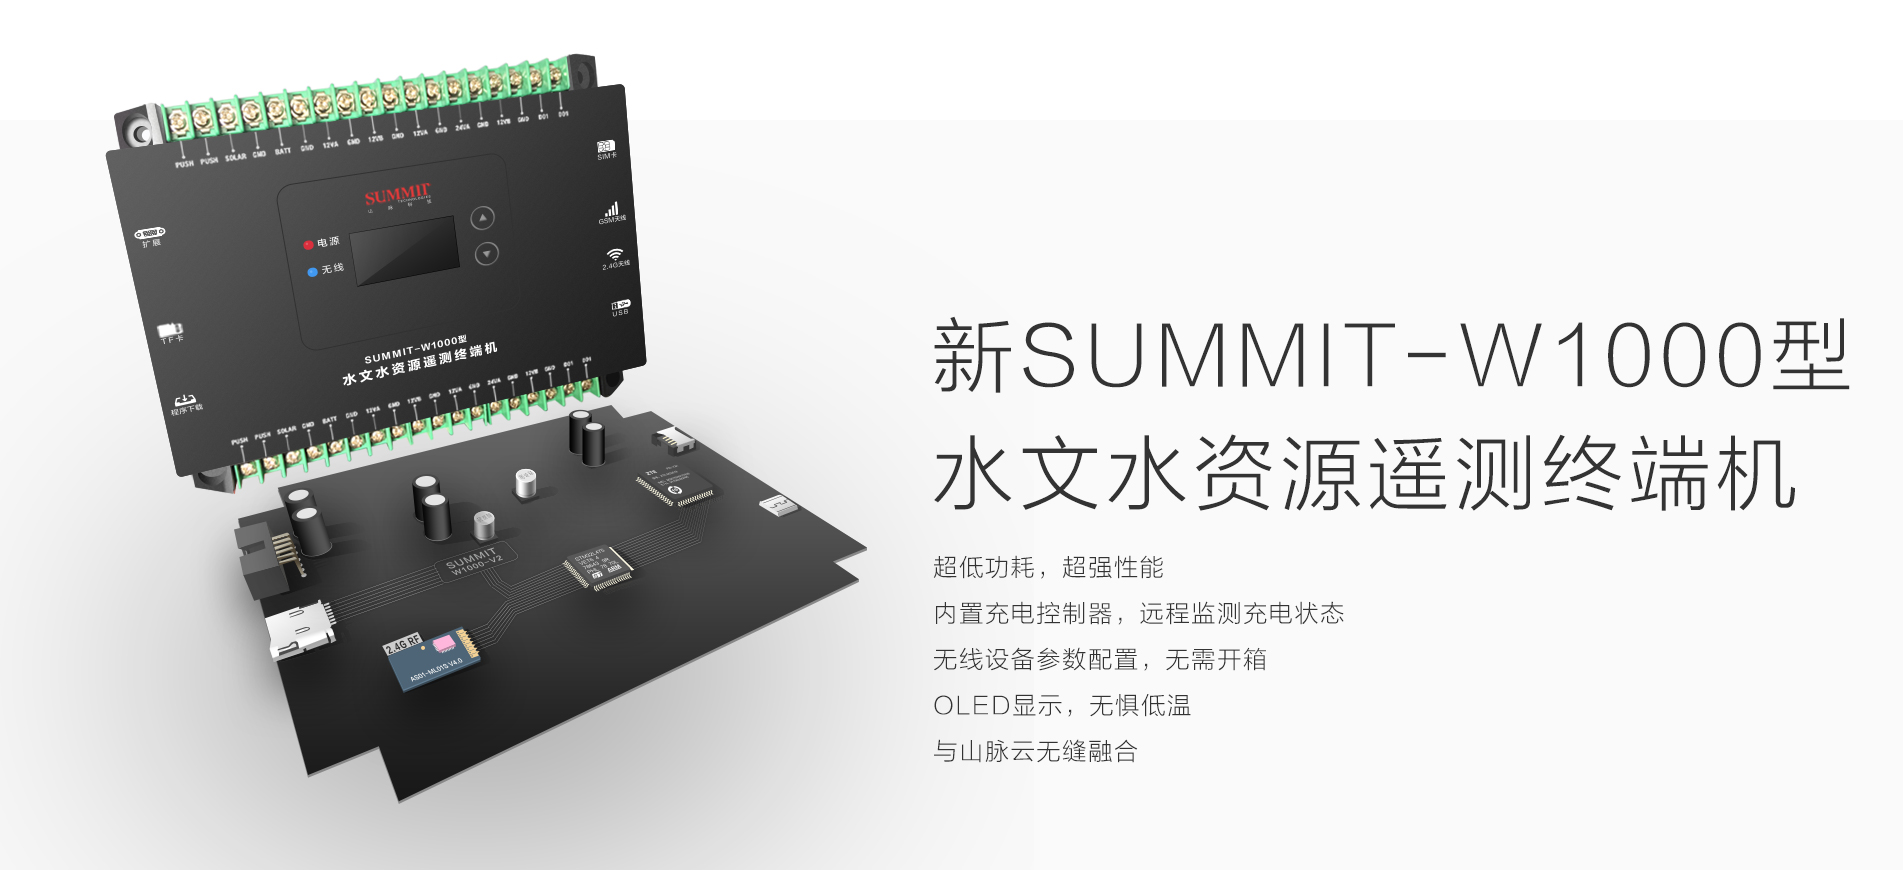 PUSH PUSH SOLAR GND BATT GND 12VA GND 12VB GND 12VA GND 24VA GND 12VB GND DO1 DO1
SIM卡
SUMMIT
GSM天线
扩展
电源
无线
2.4G天线
USB
TF卡
SUMMIT-W1000型
水文水资源遥测终端机
程序下载
PUSH PUSH SOLAR GND BATT GND 12VA GND 12VB GND 12VA GND 24VA GND 12VB GND DO1 DO1
ZTE
SUMMIT
W1000-V2
ARM
2.4G RF
AS01-ML01S V4.0
新SUMMIT-W1000型
水文水资源遥测终端机
超低功耗，超强性能
内置充电控制器，远程监测充电状态
无线设备参数配置，无需开箱
OLED显示，无惧低温
与山脉云无缝融合